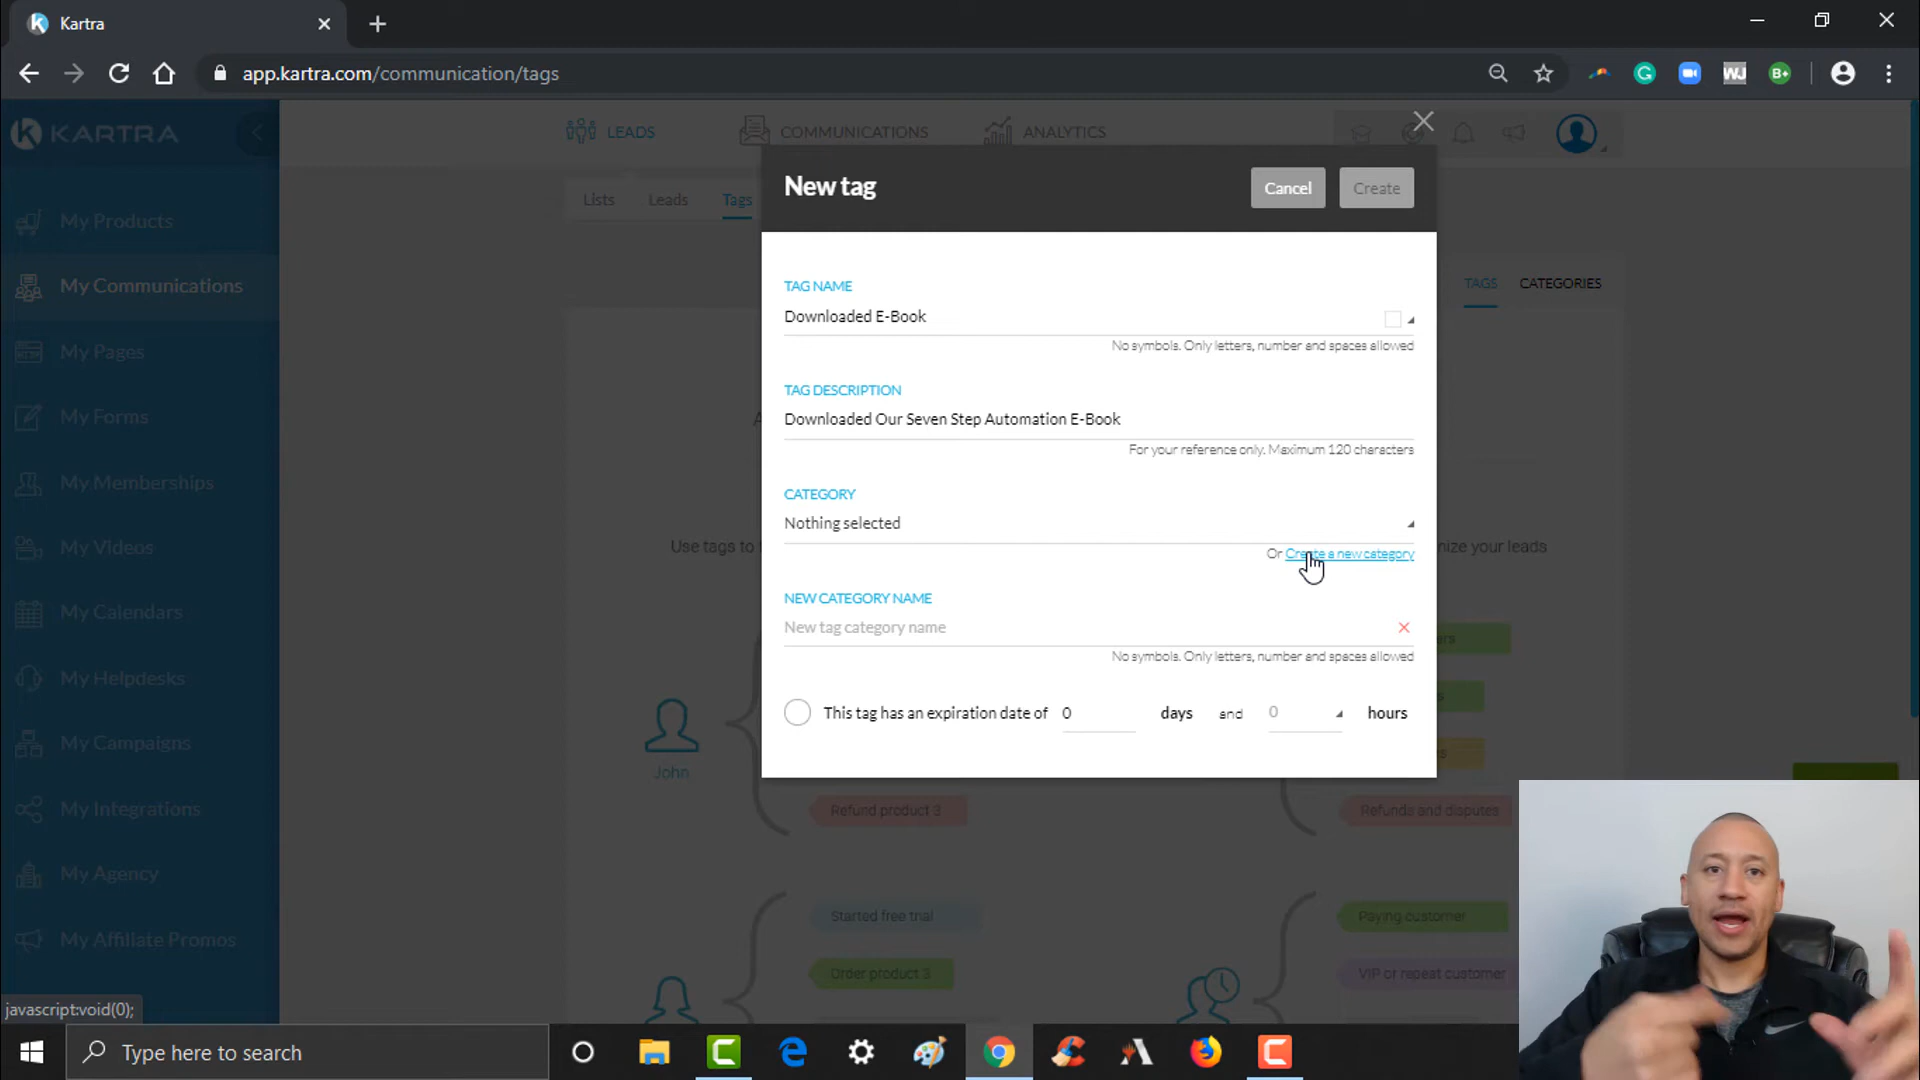 Kartra
app.kartra.com/communication/tags
WJ
B+
KARTRA
LEADS
COMMUNICATIONS
ANALYTICS
My Products
My Communications
My Pages
My Forms
My Memberships
My Videos
My Calendars
My Helpdesks
My Campaigns
My Integrations
My Agency
My Affiliate Promos
Lists
Leads
Tags
TAGS
CATEGORIES
New tag
Cancel
Create
TAG NAME
Downloaded E-Book
No symbols. Only letters, number and spaces allowed
TAG DESCRIPTION
Downloaded Our Seven Step Automation E-Book
For your reference only. Maximum 120 characters
CATEGORY
Nothing selected
Or Create a new category
NEW CATEGORY NAME
New tag category name
No symbols. Only letters, number and spaces allowed
This tag has an expiration date of 0 days and 0 hours
Use tags to
nize your leads
John
Refund product 3
Refunds and disputes
Started free trial
Paying customer
Order product 3
VIP or repeat customer
javascript:void(0);
Type here to search